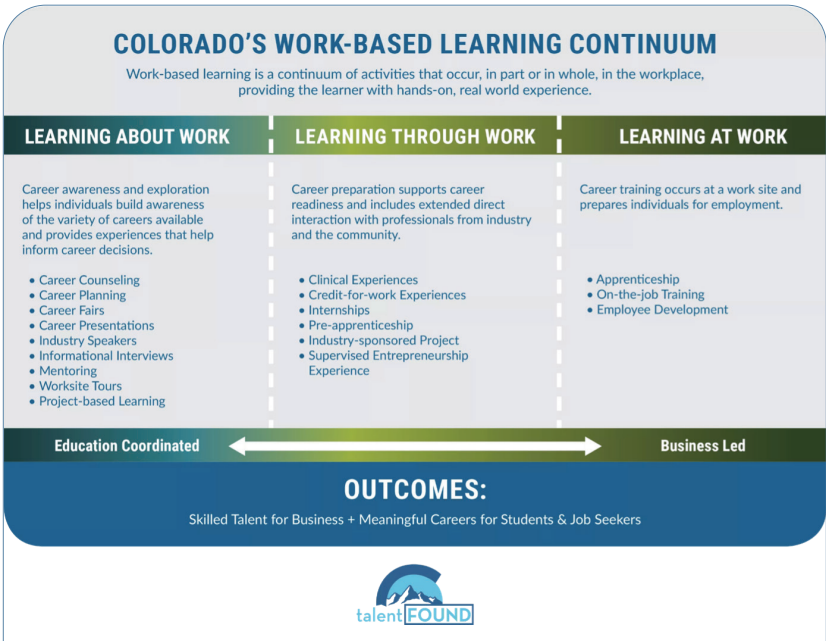 COLORADO'S WORK-BASED LEARNING CONTINUUM
Work-based learning is a continuum of activities that occur, in part or in whole, in the workplace,
providing the learner with hands-on, real world experience.
LEARNING ABOUT WORK
Career awareness and exploration
helps individuals build awareness
of the variety of careers available
and provides experiences that help
inform career decisions.
• Career Counseling
• Career Planning
• Career Fairs
• Career Presentations
• Industry Speakers
• Informational Interviews
• Mentoring
• Worksite Tours
• Project-based Learning
LEARNING THROUGH WORK
Career preparation supports career
readiness and includes extended direct
interaction with professionals from industry
and the community.
• Clinical Experiences
• Credit-for-work Experiences
• Internships
• Pre-apprenticeship
• Industry-sponsored Project
• Supervised Entrepreneurship
Experience
LEARNING AT WORK
Career training occurs at a work site and
prepares individuals for employment.
• Apprenticeship
• On-the-job Training
• Employee Development
Education Coordinated
Business Led
OUTCOMES:
Skilled Talent for Business + Meaningful Careers for Students & Job Seekers
talent FOUND